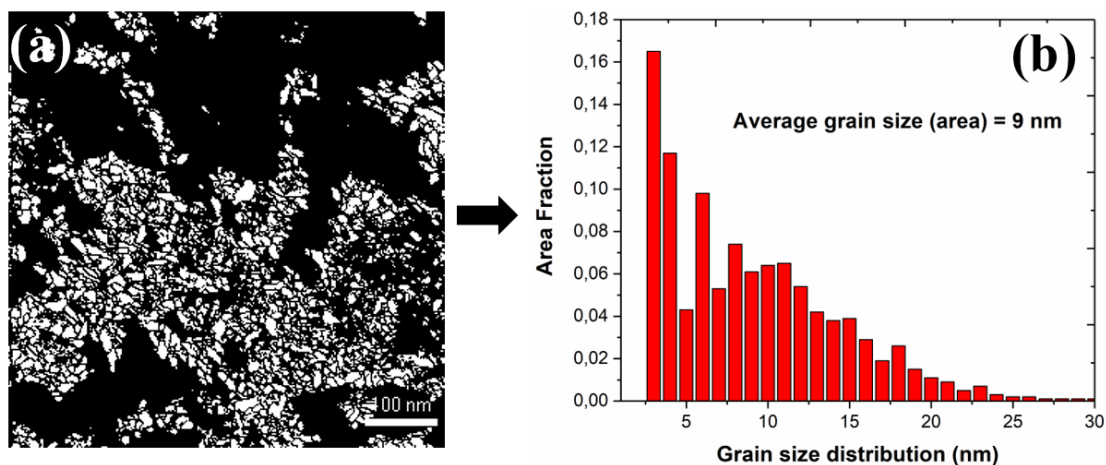 (a)
100 nm
(b)
Average grain size (area) = 9 nm
Area Fraction
0,18
0,16
0,14
0,12
0,10
0,08
0,06
0,04
0,02
0,00
5
10
15
20
25
30
Grain size distribution (nm)